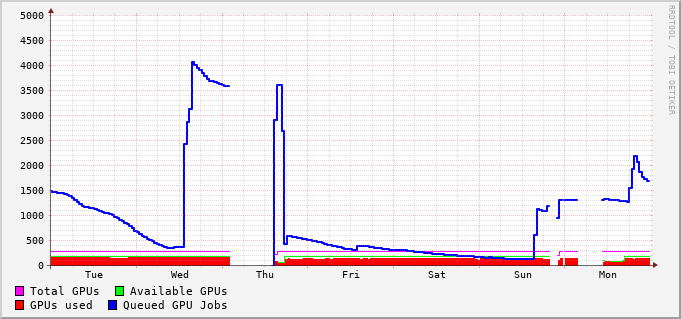 RRDTOOL / TOBI OETIKER
5000
4500
4000
3500
3000
2500
2000
1500
1000
500
0
Tue Wed Thu Fri Sat Sun Mon
Total GPUs Available GPUs
GPUs used Queued GPU Jobs